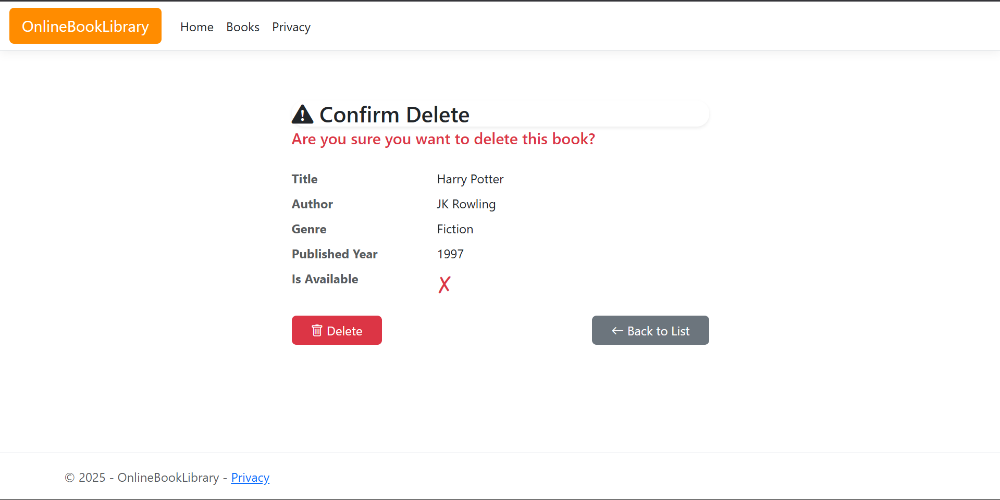 OnlineBookLibrary Home Books Privacy
Confirm Delete
Are you sure you want to delete this book?
Title Harry Potter
Author JK Rowling
Genre Fiction
Published Year 1997
Is Available ✗
Delete ← Back to List
© 2025 - OnlineBookLibrary - Privacy